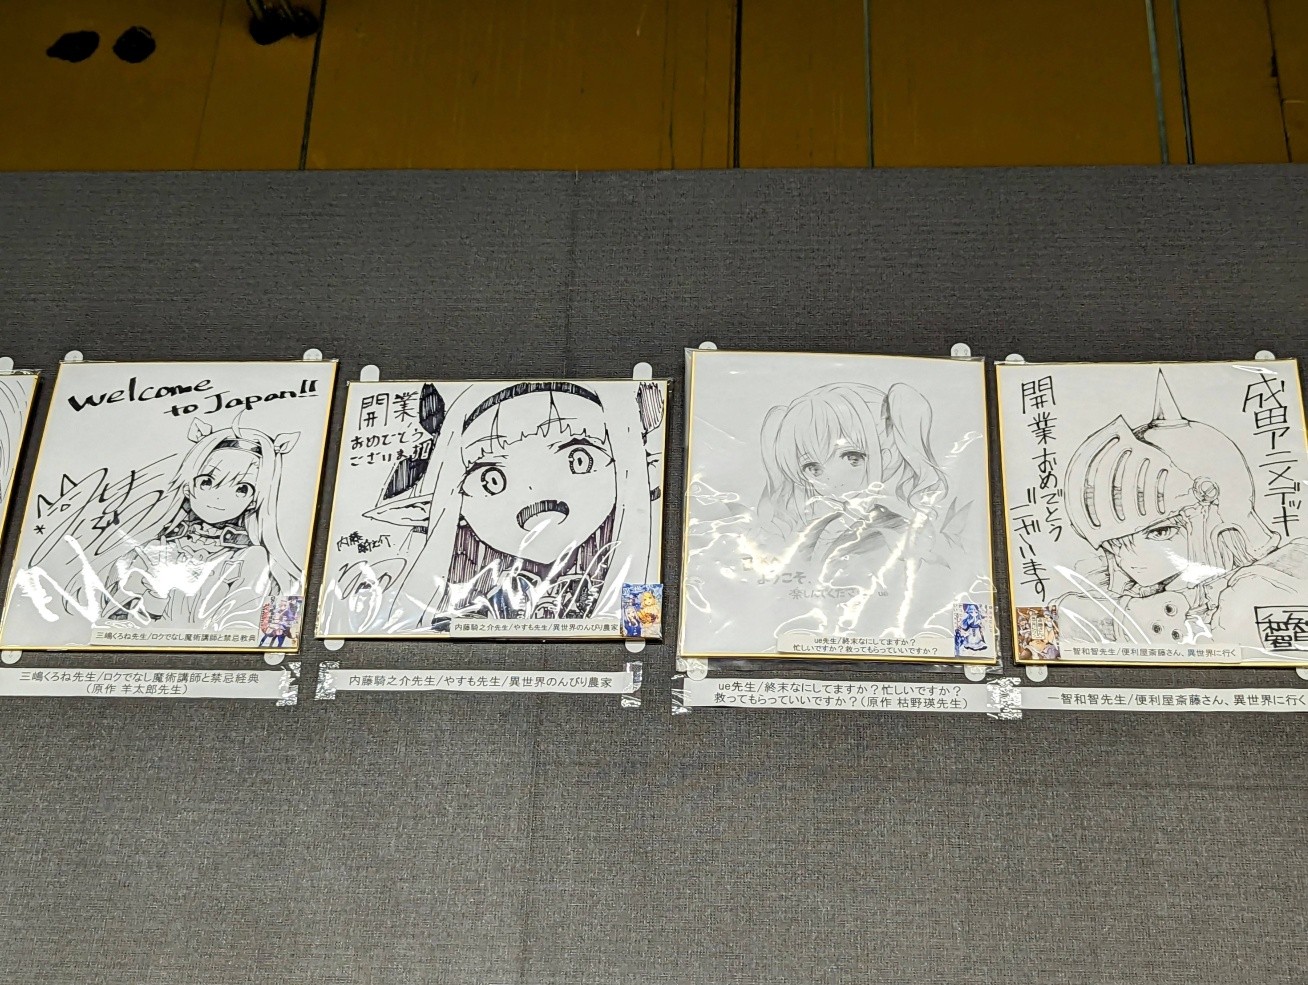 welcome
to Japan!!
三嶋くろね先生/ロクでなし魔術講師と禁忌教典
三嶋くろね先生/ロクでなし魔術講師と禁忌経典
(原作 羊太郎先生)
開業
おめでとう
ございます
内藤
内藤騎之介先生/やすも先生/異世界のんびり農家
内藤騎之介先生/やすも先生/異世界のんびり農家
ようこそ、
ue先生/終末なにしてますか?
忙しいですか?救ってもらっていいですか?
ue先生/終末なにしてますか?忙しいですか?
救ってもらっていいですか?(原作 枯野瑛先生)
成田アニメデッキ
開業おめでとう
ございます
一智和智先生/便利屋斎藤さん、異世界に行く
一智和智先生/便利屋斎藤さん、異世界に行く